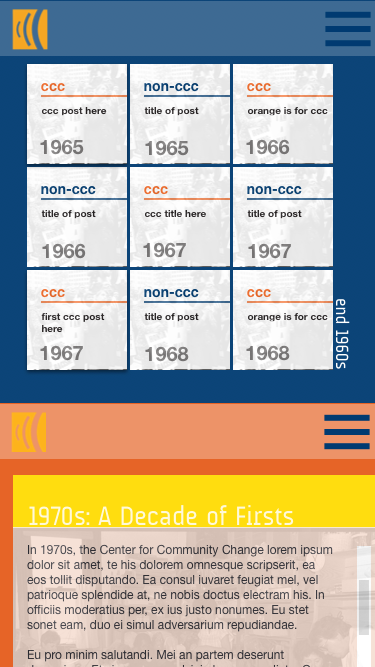 ccc
ccc post here
1965
non-ccc
title of post
1965
ccc
orange is for ccc
1966
non-ccc
title of post
1966
ccc
ccc title here
1967
non-ccc
title of post
1967
ccc
first ccc post
here
1967
non-ccc
title of post
1968
ccc
orange is for ccc
1968
end 1960s
1970s: A Decade of Firsts
In 1970s, the Center for Community Change lorem ipsum
dolor sit amet, te his dolorem omnesque scripserit, ea
eos tollit disputando. Ea consul iuvaret feugiat mel, vel
patrioque splendide at, ne nobis doctus electram his. In
officiis moderatius per, ex ius justo nonumes. Eu stet
sonet eam, duo ei simul adversarium repudiandae.
Eu pro minim salutandi. Mei an partem deserunt